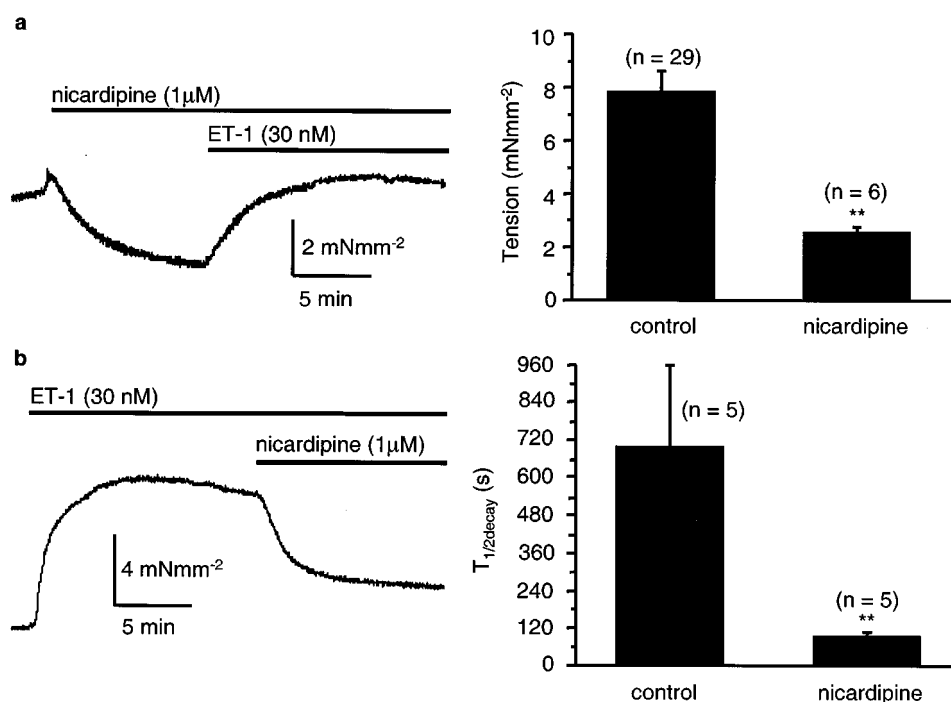 a
nicardipine (1μM)
ET-1 (30 nM)
2 mNmm-2
5 min
Tension (mNmm-2)
10
8
6
4
2
0
(n = 29)
(n = 6)
**
control
nicardipine
b
ET-1 (30 nM)
nicardipine (1μM)
4 mNmm-2
5 min
T1/2decay (s)
960
840
720
600
480
360
240
120
0
(n = 5)
(n = 5)
**
control
nicardipine